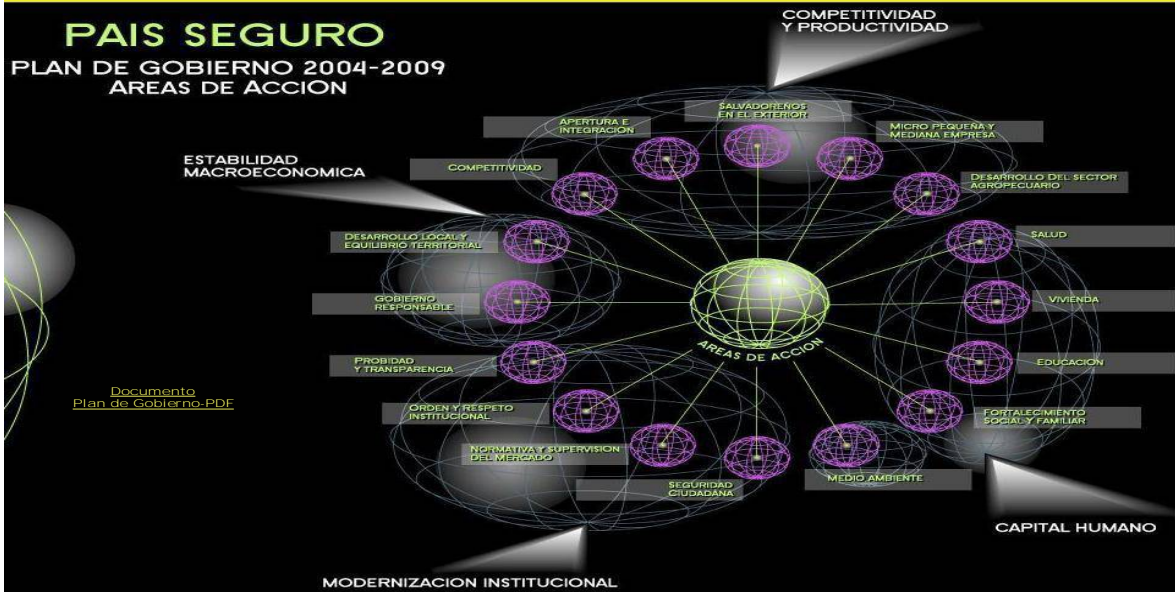 PAIS SEGURO
PLAN DE GOBIERNO 2004-2009
AREAS DE ACCION
COMPETITIVIDAD
Y PRODUCTIVIDAD
SALVADOREÑOS
EN EL EXTERIOR
APERTURA E
INTEGRACION
MICRO PEQUEÑA Y
MEDIANA EMPRESA
ESTABILIDAD
MACROECONOMICA
COMPETITIVIDAD
DESARROLLO DEL SECTOR
AGROPECUARIO
DESARROLLO LOCAL Y
EQUILIBRIO TERRITORIAL
SALUD
GOBIERNO
RESPONSABLE
VIVIENDA
AREAS DE ACCION
PROBIDAD
Y TRANSPARENCIA
EDUCACION
Documento
Plan de Gobierno-PDF
ORDEN Y RESPETO
INSTITUCIONAL
FORTALECIMIENTO
SOCIAL Y FAMILIAR
NORMATIVA Y SUPERVISION
DEL MERCADO
SEGURIDAD
CIUDADANA
MEDIO AMBIENTE
CAPITAL HUMANO
MODERNIZACION INSTITUCIONAL